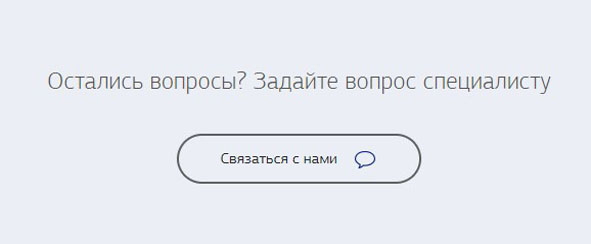 Остались вопросы? Задайте вопрос специалисту
Связаться с нами